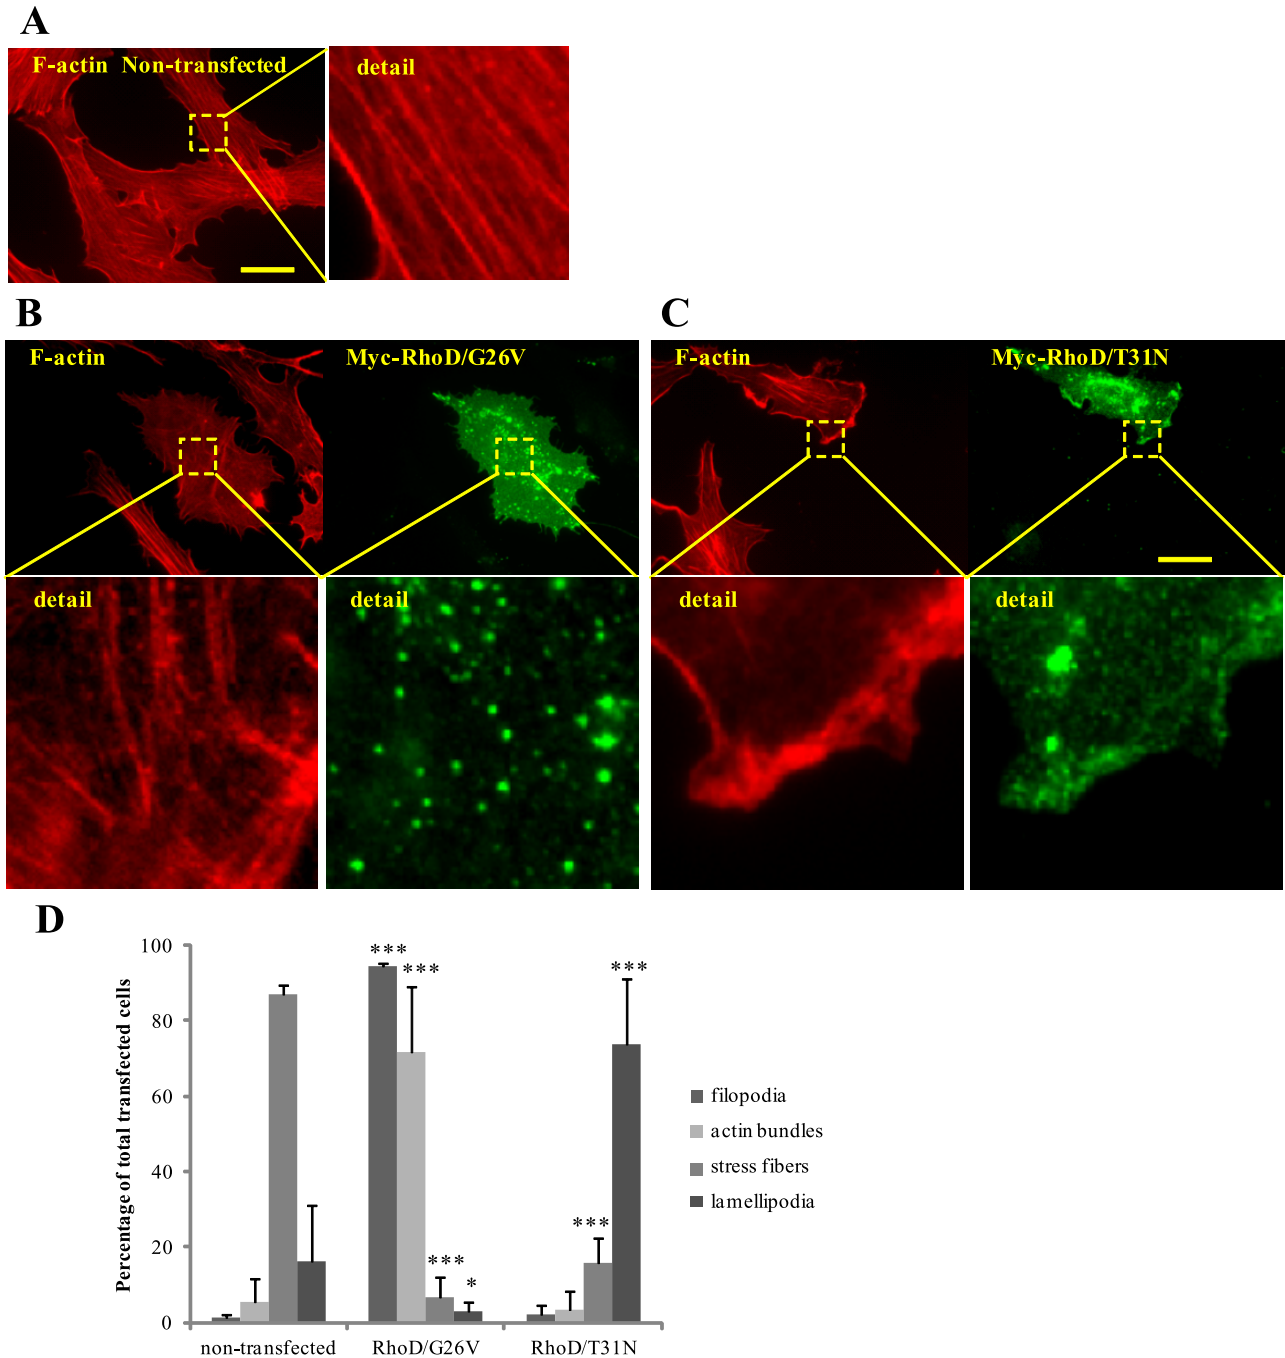 A
F-actin Non-transfected
detail
B
F-actin
Myc-RhoD/G26V
detail
detail
C
F-actin
Myc-RhoD/T31N
detail
detail
D
Percentage of total transfected cells
100
80
60
40
20
0
***
***
***
*
***
***
non-transfected
RhoD/G26V
RhoD/T31N
filopodia
actin bundles
stress fibers
lamellipodia